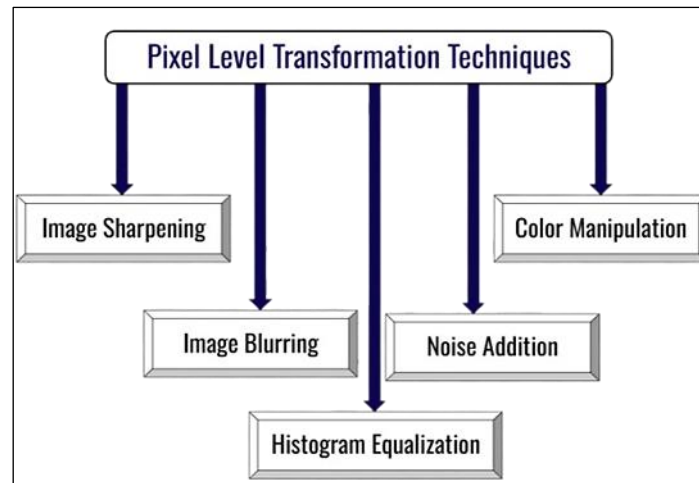 Pixel Level Transformation Techniques
Image Sharpening
Color Manipulation
Image Blurring
Noise Addition
Histogram Equalization